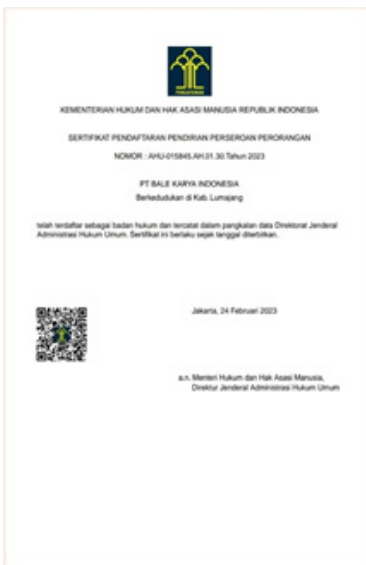 PENGAYOMAN
KEMENTERIAN HUKUM DAN HAK ASASI MANUSIA REPUBLIK INDONESIA
SERTIFIKAT PENDAFTARAN PENDIRIAN PERSEROAN PERORANGAN
NOMOR : AHU-015845.AH.01.30.Tahun 2023
PT BALE KARYA INDONESIA
Berkedudukan di Kab. Lumajang
telah terdaftar sebagai badan hukum dan tercatat dalam pangkalan data Direktorat Jenderal
Administrasi Hukum Umum. Sertifikat ini berlaku sejak tanggal diterbitkan.
Jakarta, 24 Februari 2023
a.n. Menteri Hukum dan Hak Asasi Manusia,
Direktur Jenderal Administrasi Hukum Umum